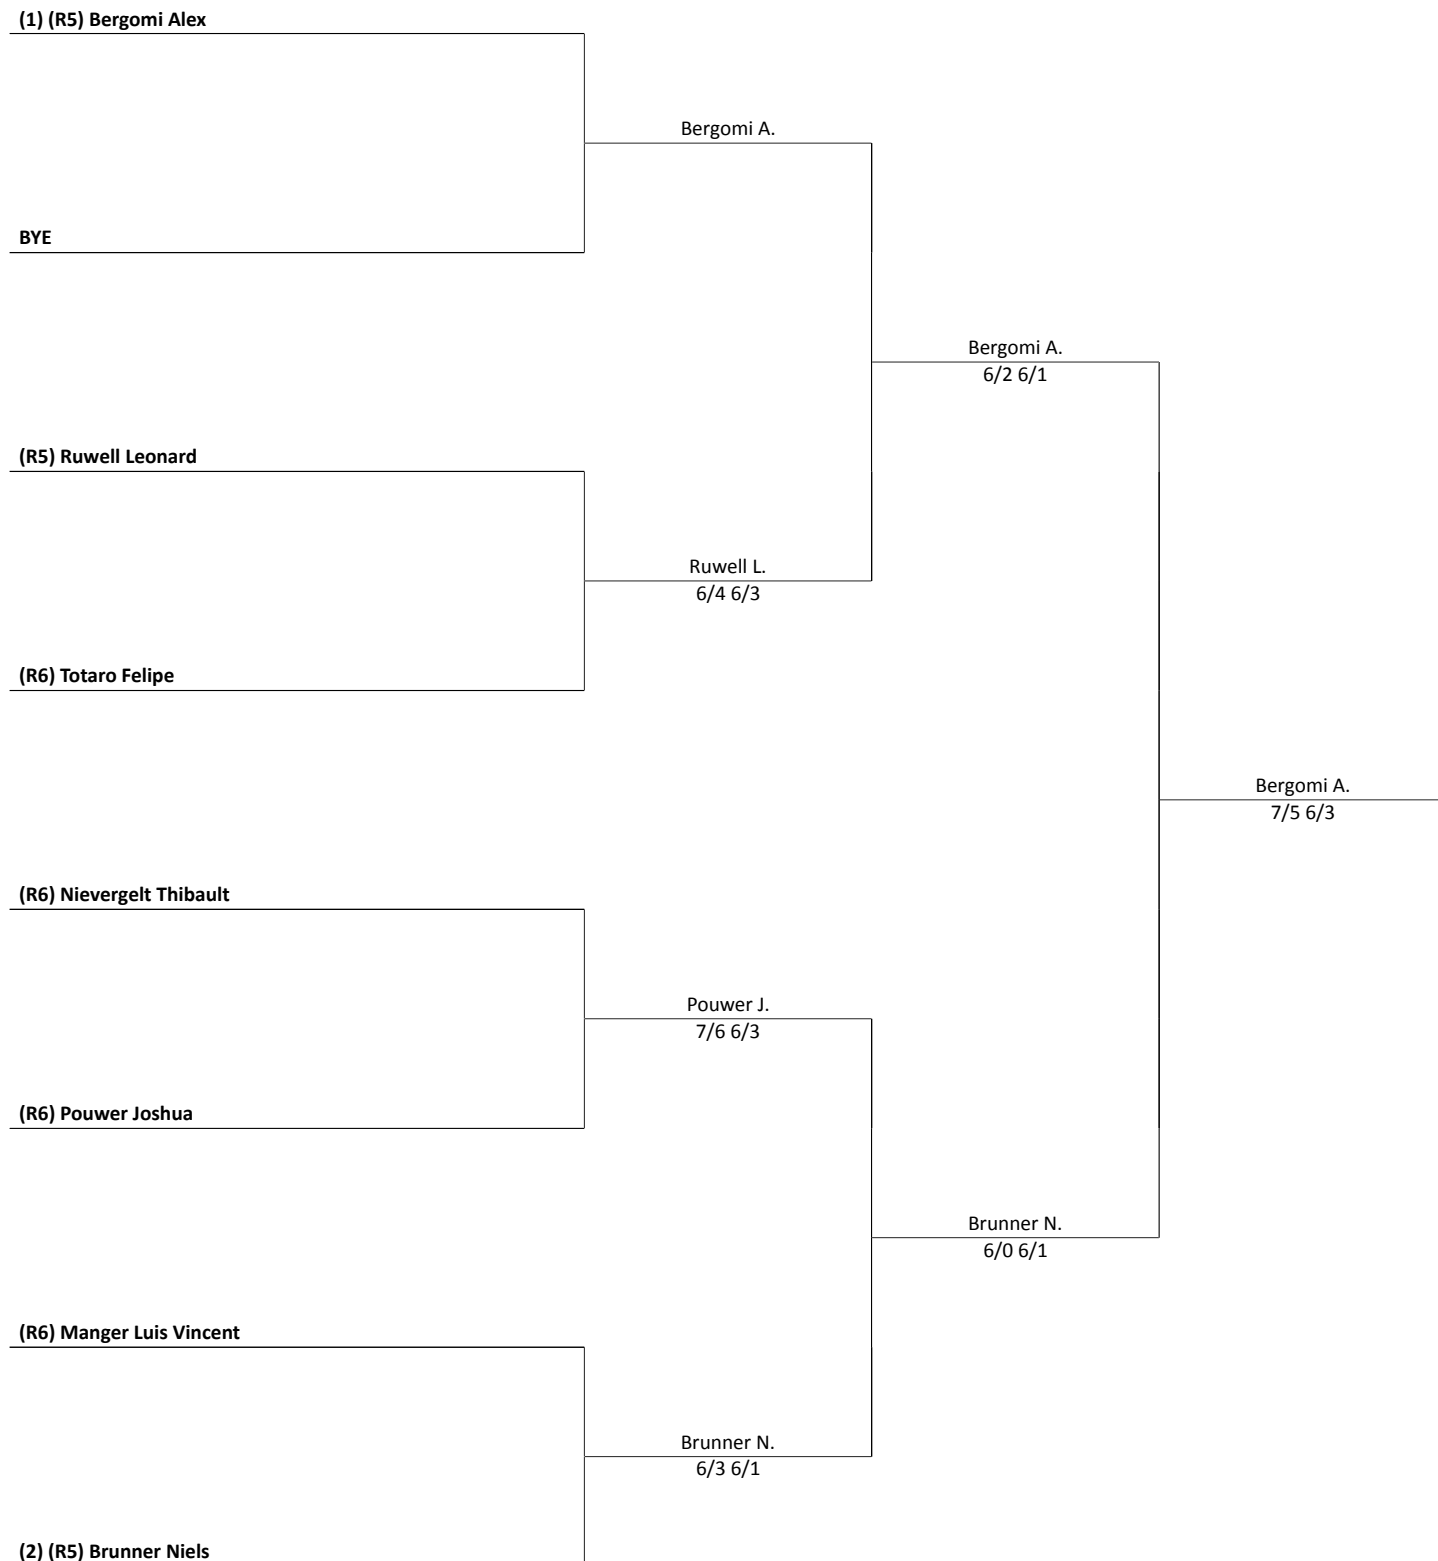 (1) (R5) Bergomi Alex
Bergomi A.
BYE
Bergomi A.
6/2 6/1
(R5) Ruwell Leonard
Ruwell L.
6/4 6/3
(R6) Totaro Felipe
Bergomi A.
7/5 6/3
(R6) Nievergelt Thibault
Pouwer J.
7/6 6/3
(R6) Pouwer Joshua
Brunner N.
6/0 6/1
(R6) Manger Luis Vincent
Brunner N.
6/3 6/1
(2) (R5) Brunner Niels